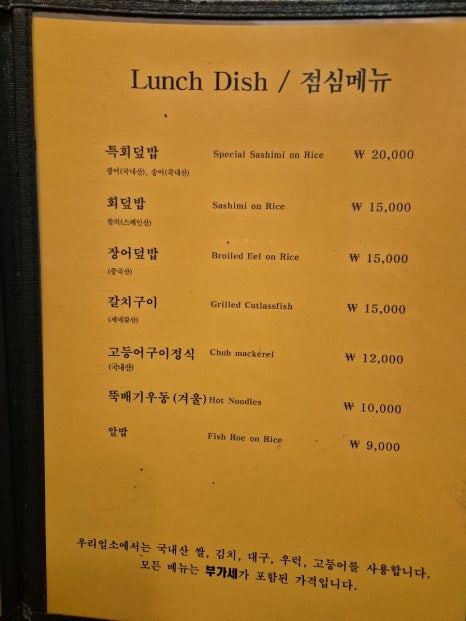 Lunch Dish / 점심메뉴
특회덮밥 Special Sashimi on Rice ₩ 20,000
광어(국내산), 숭어(국내산)
회덮밥 Sashimi on Rice ₩ 15,000
참치(스페인산)
장어덮밥 Broiled Eel on Rice ₩ 15,000
(중국산)
갈치구이 Grilled Cutlassfish ₩ 15,000
(세네갈산)
고등어구이정식 Chub mackerel ₩ 12,000
(국내산)
뚝배기우동 (겨울) Hot Noodles ₩ 10,000
알밥 Fish Roe on Rice ₩ 9,000
우리업소에서는 국내산 쌀, 김치, 대구, 우럭, 고등어를 사용합니다.
모든 메뉴는 부가세가 포함된 가격입니다.